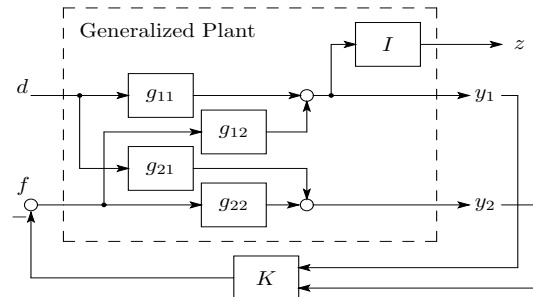 Generalized Plant
I
z
d
g₁₁
y₁
g₁₂
g₂₁
f
−
g₂₂
y₂
K